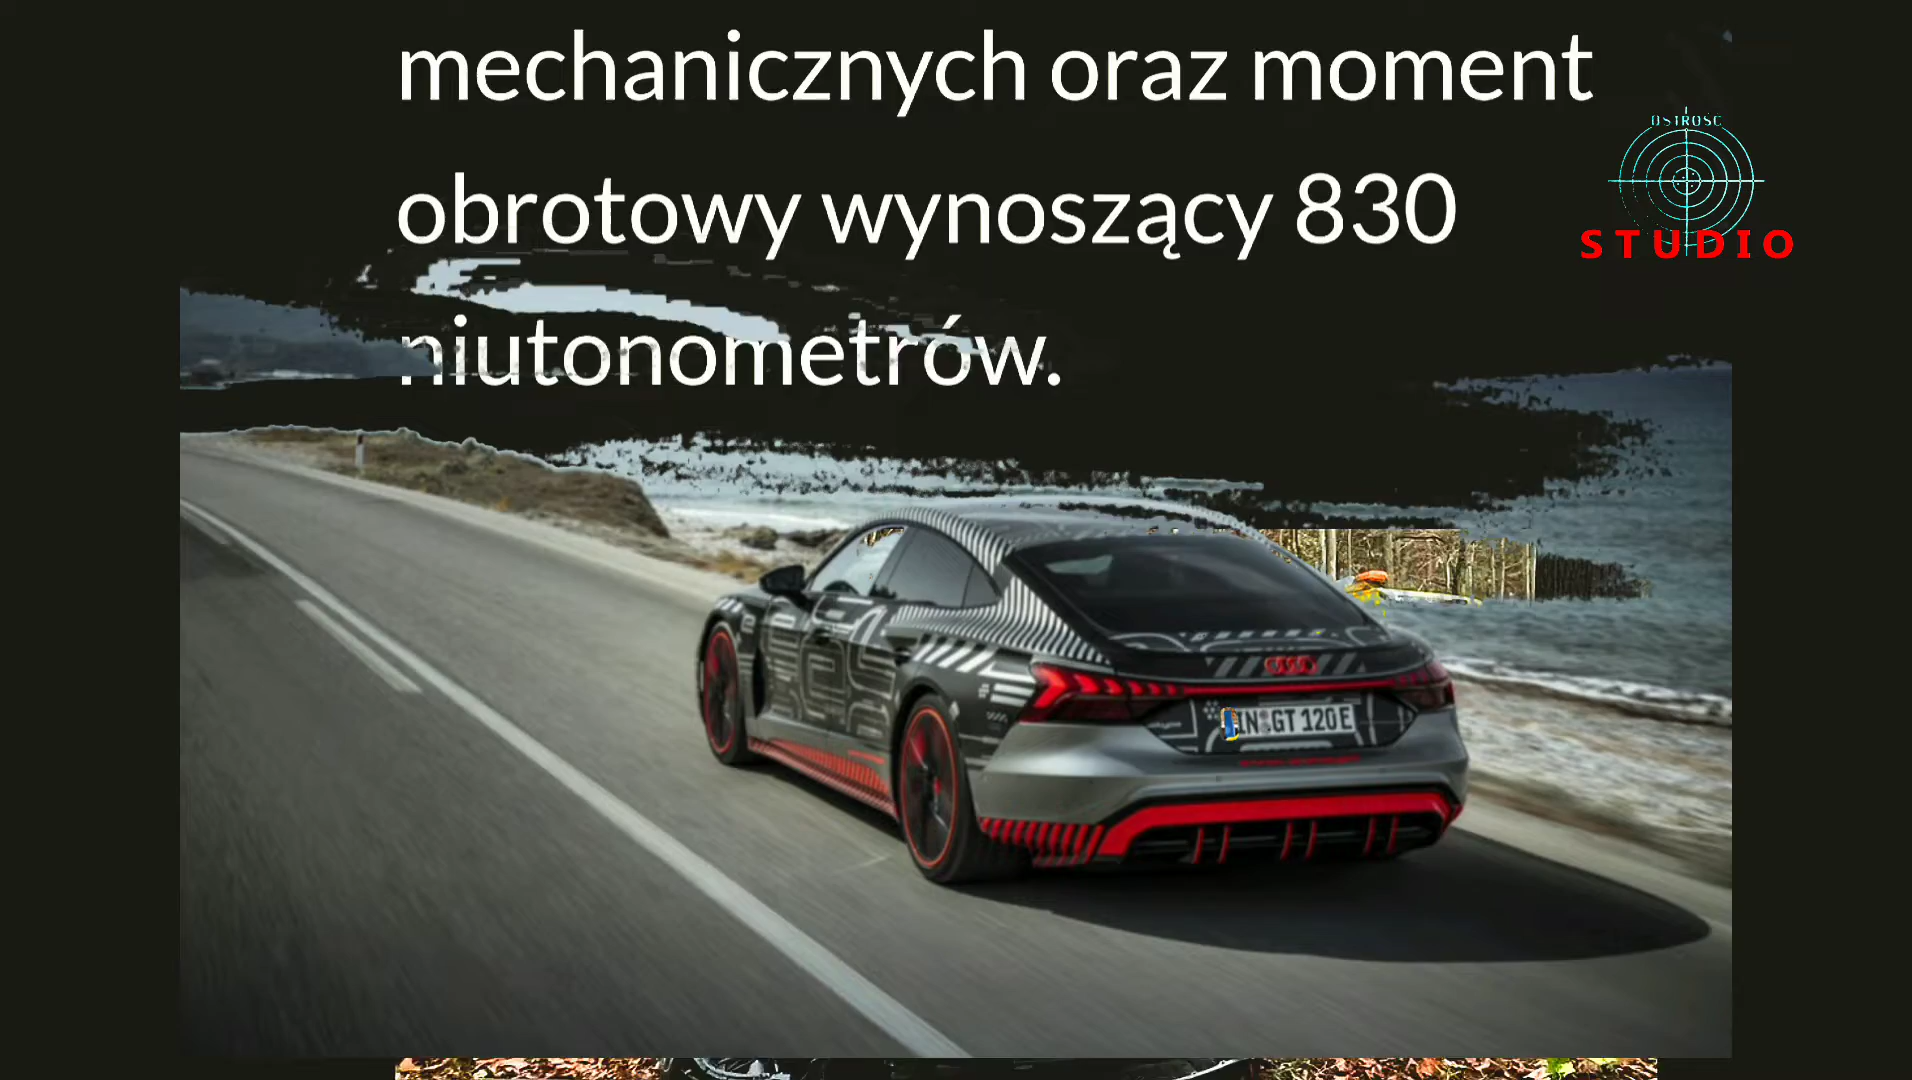 mechanicznych oraz moment
obrotowy wynoszący 830
niutonometrów.
OSTROŚĆ
STUDIO
IN GT 120E